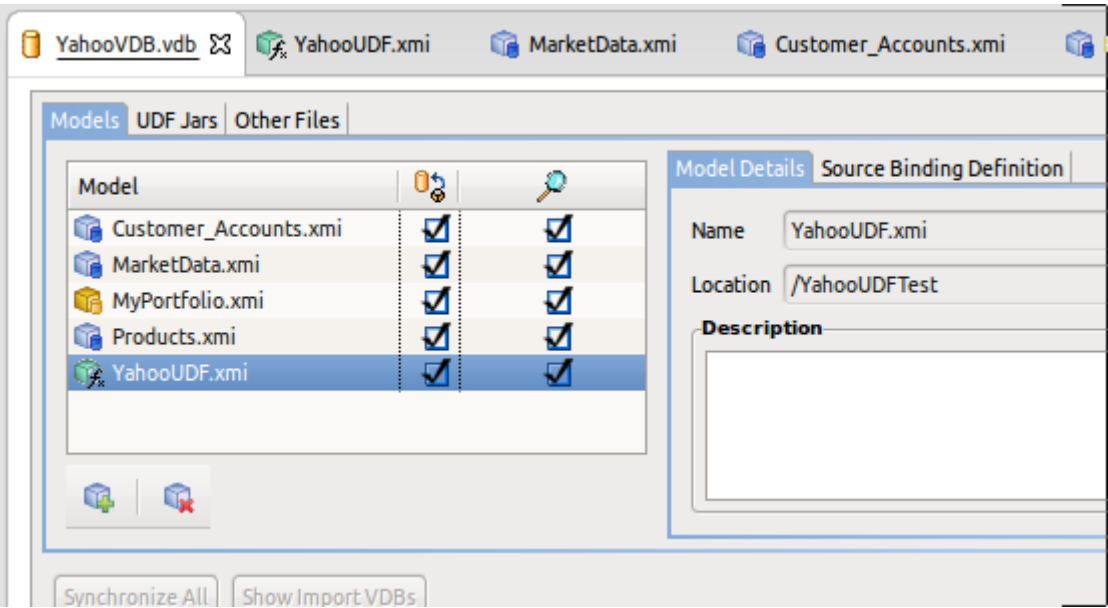 YahooVDB.vdb YahooUDF.xmi MarketData.xmi Customer_Accounts.xmi
Models UDF Jars Other Files
Model
Customer_Accounts.xmi
MarketData.xmi
MyPortfolio.xmi
Products.xmi
YahooUDF.xmi
Model Details Source Binding Definition
Name YahooUDF.xmi
Location /YahooUDFTest
Description
Synchronize All Show Import VDBs